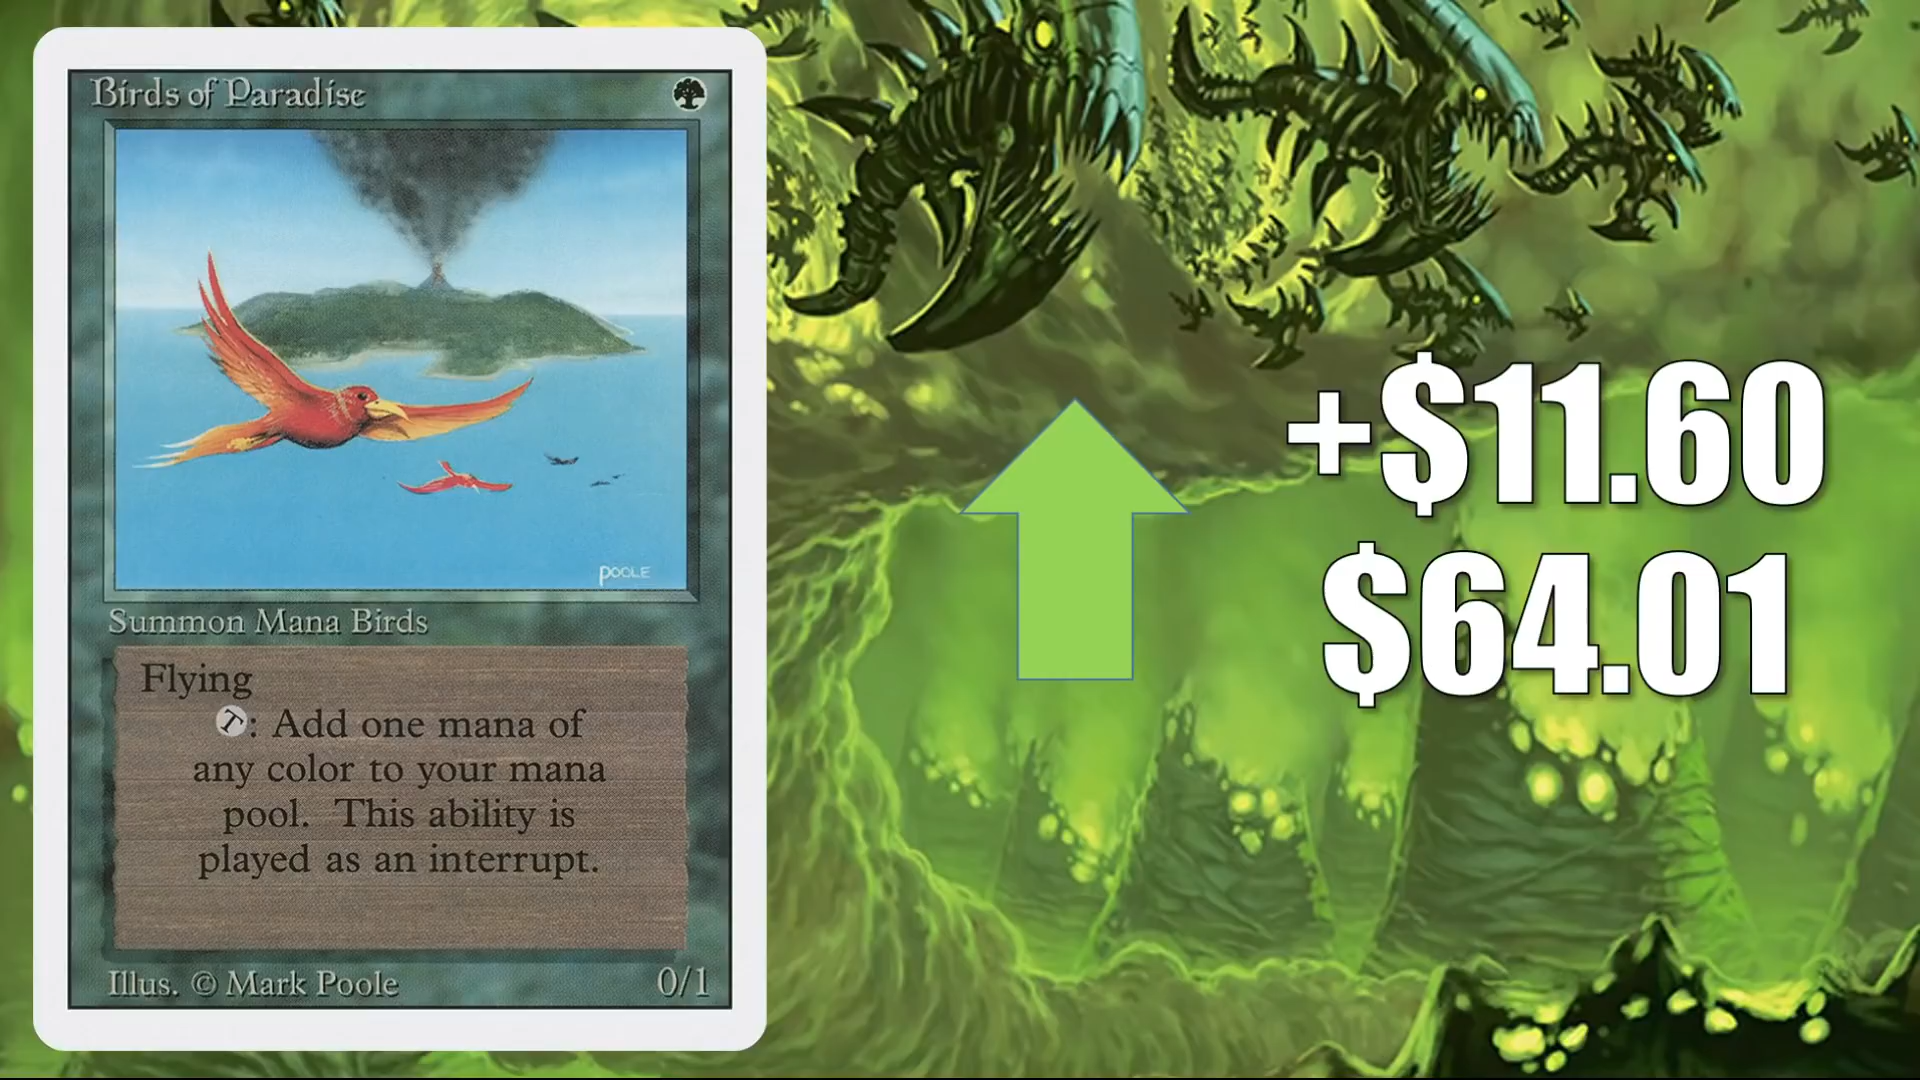 Birds of Paradise
POOLE
Summon Mana Birds
Flying
T: Add one mana of
any color to your mana
pool. This ability is
played as an interrupt.
Illus. © Mark Poole
0/1
+$11.60
$64.01